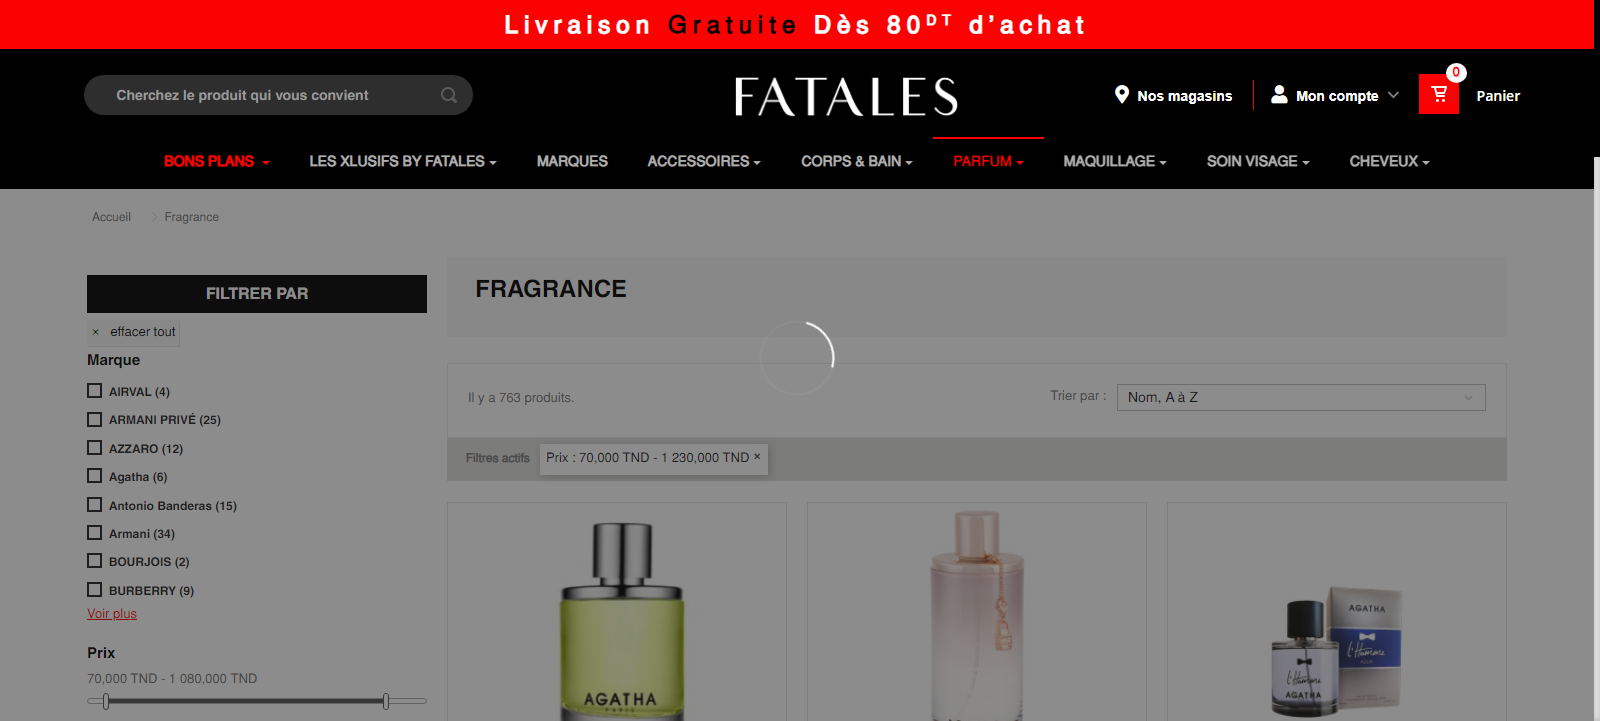 Livraison Gratuite Dès 80DT d'achat
Cherchez le produit qui vous convient
FATALES
Nos magasins
Mon compte
0
Panier
BONS PLANS
LES XLUSIFS BY FATALES
MARQUES
ACCESSOIRES
CORPS & BAIN
PARFUM
MAQUILLAGE
SOIN VISAGE
CHEVEUX
Accueil
Fragrance
FILTRER PAR
× effacer tout
Marque
AIRVAL (4)
ARMANI PRIVÉ (25)
AZZARO (12)
Agatha (6)
Antonio Banderas (15)
Armani (34)
BOURJOIS (2)
BURBERRY (9)
Voir plus
Prix
70,000 TND - 1 080,000 TND
FRAGRANCE
Il y a 763 produits.
Trier par :
Nom, A à Z
Filtres actifs
Prix : 70,000 TND - 1 230,000 TND ×
AGATHA
PARIS
AGATHA
L'Homme
AZUR
L'Homme
AGATHA